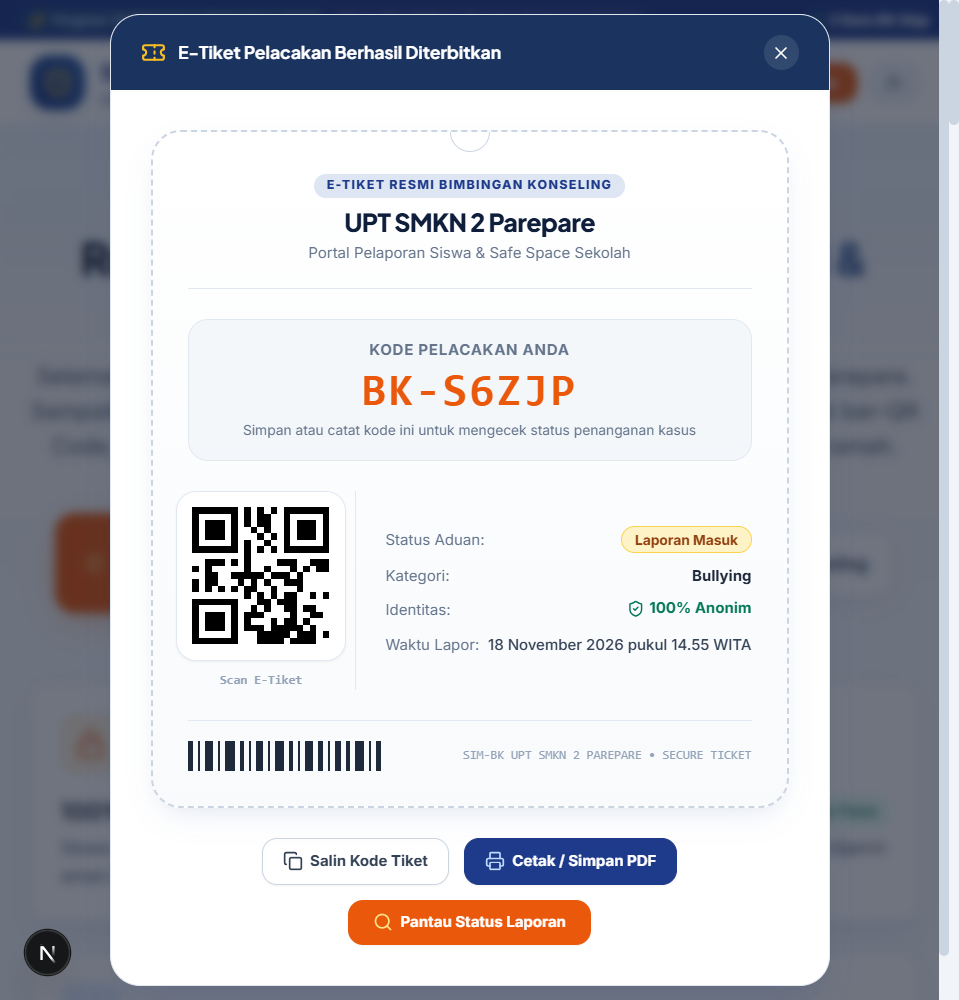 E-Tiket Pelacakan Berhasil Diterbitkan
E-TIKET RESMI BIMBINGAN KONSELING
UPT SMKN 2 Parepare
Portal Pelaporan Siswa & Safe Space Sekolah
KODE PELACAKAN ANDA
BK-S6ZJP
Simpan atau catat kode ini untuk mengecek status penanganan kasus
Status Aduan: Laporan Masuk
Kategori: Bullying
Identitas: 100% Anonim
Waktu Lapor: 18 November 2026 pukul 14.55 WITA
Scan E-Tiket
SIM-BK UPT SMKN 2 PAREPARE • SECURE TICKET
Salin Kode Tiket
Cetak / Simpan PDF
Pantau Status Laporan
N